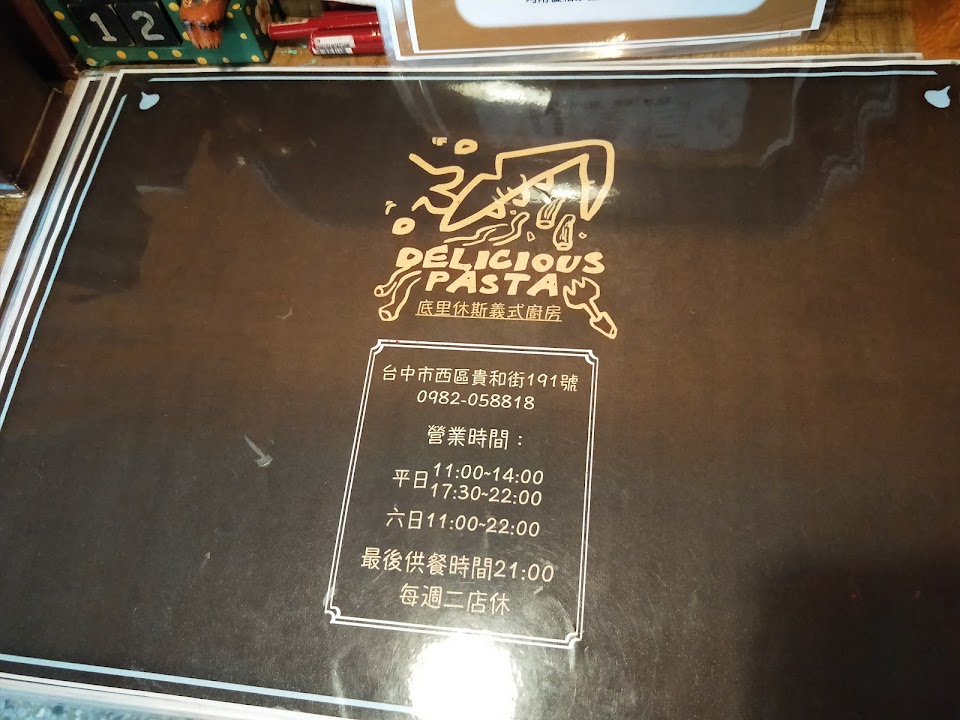 12
DELICIOUS
PASTA
底里休斯義式廚房
台中市西區貴和街191號
0982-058818
營業時間：
平日11:00~14:00
17:30~22:00
六日11:00~22:00
最後供餐時間21:00
每週二店休